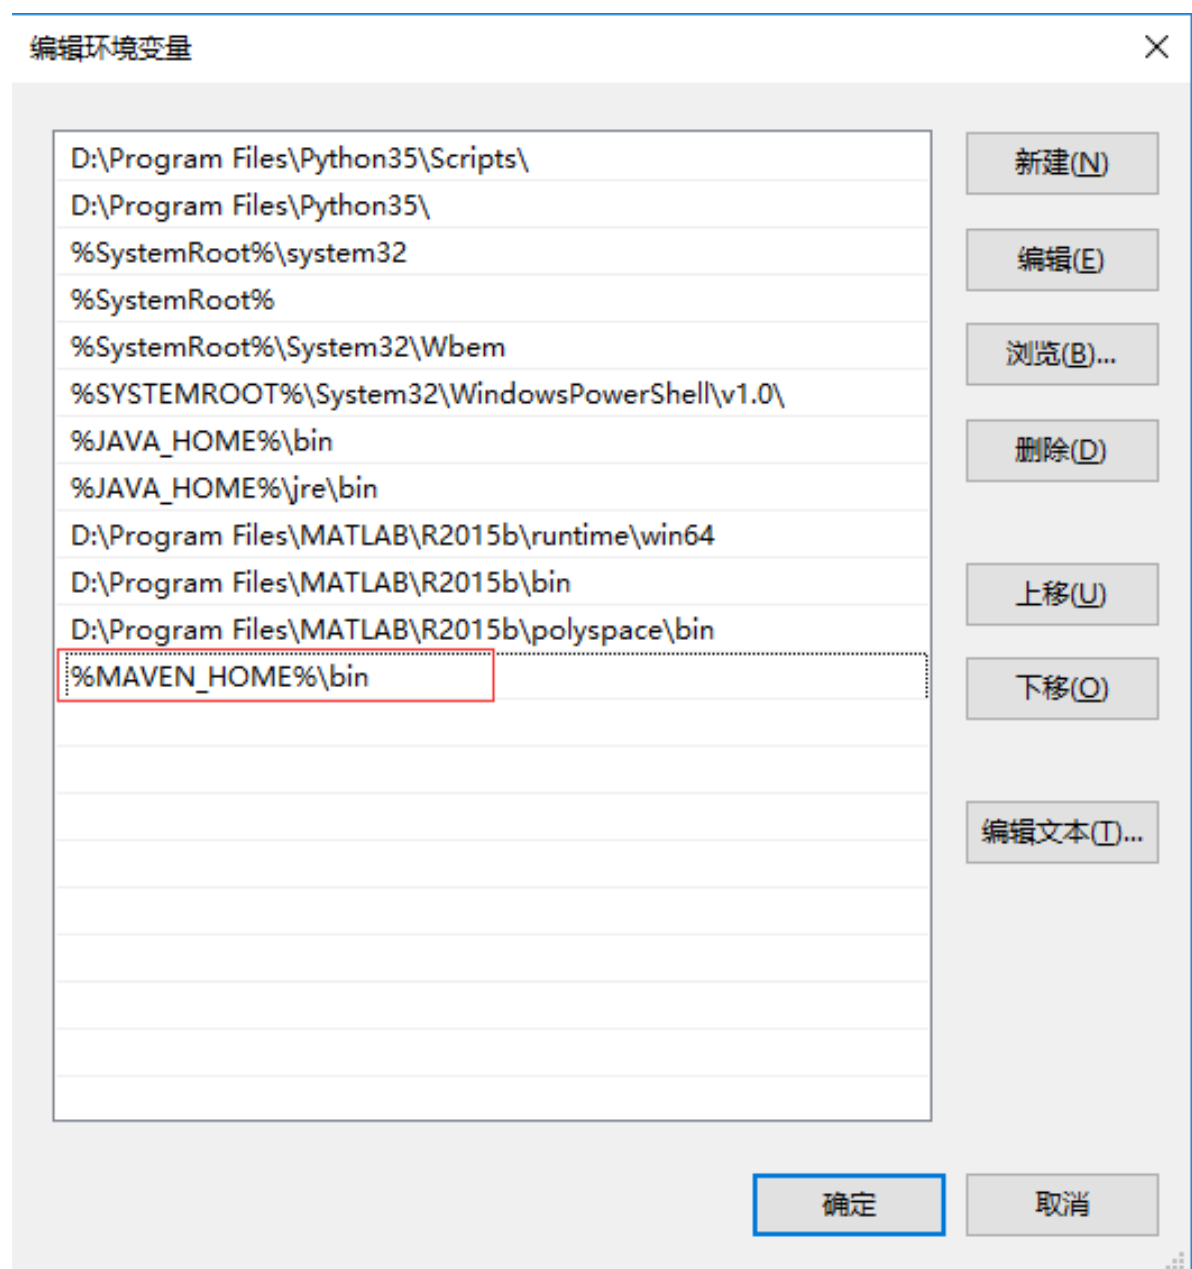 编辑环境变量
D:\Program Files\Python35\Scripts\
D:\Program Files\Python35\
%SystemRoot%\system32
%SystemRoot%
%SystemRoot%\System32\Wbem
%SYSTEMROOT%\System32\WindowsPowerShell\v1.0\
%JAVA_HOME%\bin
%JAVA_HOME%\jre\bin
D:\Program Files\MATLAB\R2015b\runtime\win64
D:\Program Files\MATLAB\R2015b\bin
D:\Program Files\MATLAB\R2015b\polyspace\bin
%MAVEN_HOME%\bin
新建(N)
编辑(E)
浏览(B)...
删除(D)
上移(U)
下移(O)
编辑文本(T)...
确定
取消